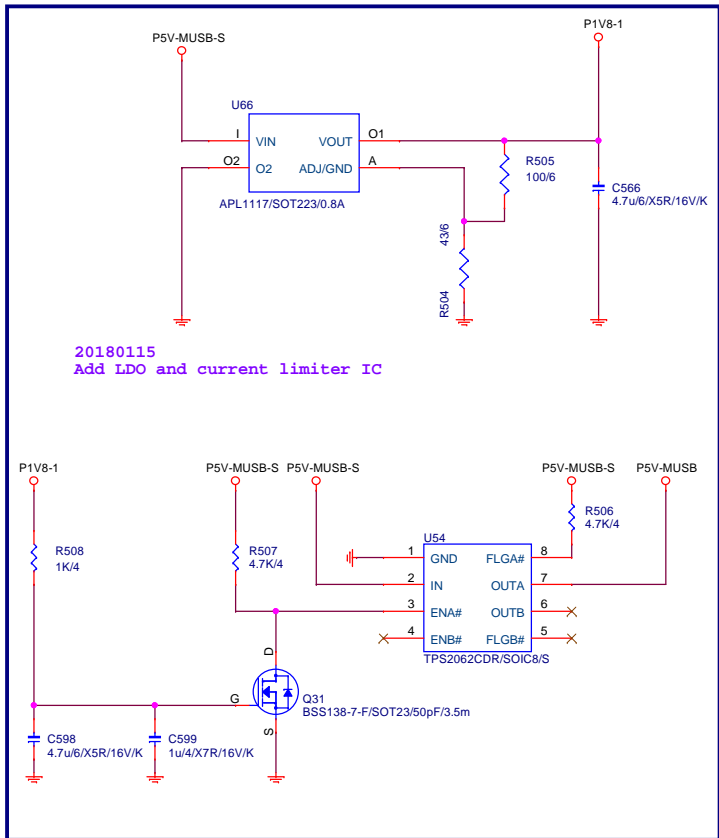 P5V-MUSB-S
P1V8-1
U66
I VIN VOUT O1
O2 O2 ADJ/GND A
APL1117/SOT223/0.8A
R505
100/6
C566
4.7u/6/X5R/16V/K
43/6
R504
20180115
Add LDO and current limiter IC
P1V8-1
P5V-MUSB-S
P5V-MUSB-S
P5V-MUSB-S
P5V-MUSB
R508
1K/4
R507
4.7K/4
R506
4.7K/4
U54
1 GND FLGA# 8
2 IN OUTA 7
3 ENA# OUTB 6
4 ENB# FLGB# 5
TPS2062CDR/SOIC8/S
D
G
S
Q31
BSS138-7-F/SOT23/50pF/3.5m
C598
4.7u/6/X5R/16V/K
C599
1u/4/X7R/16V/K